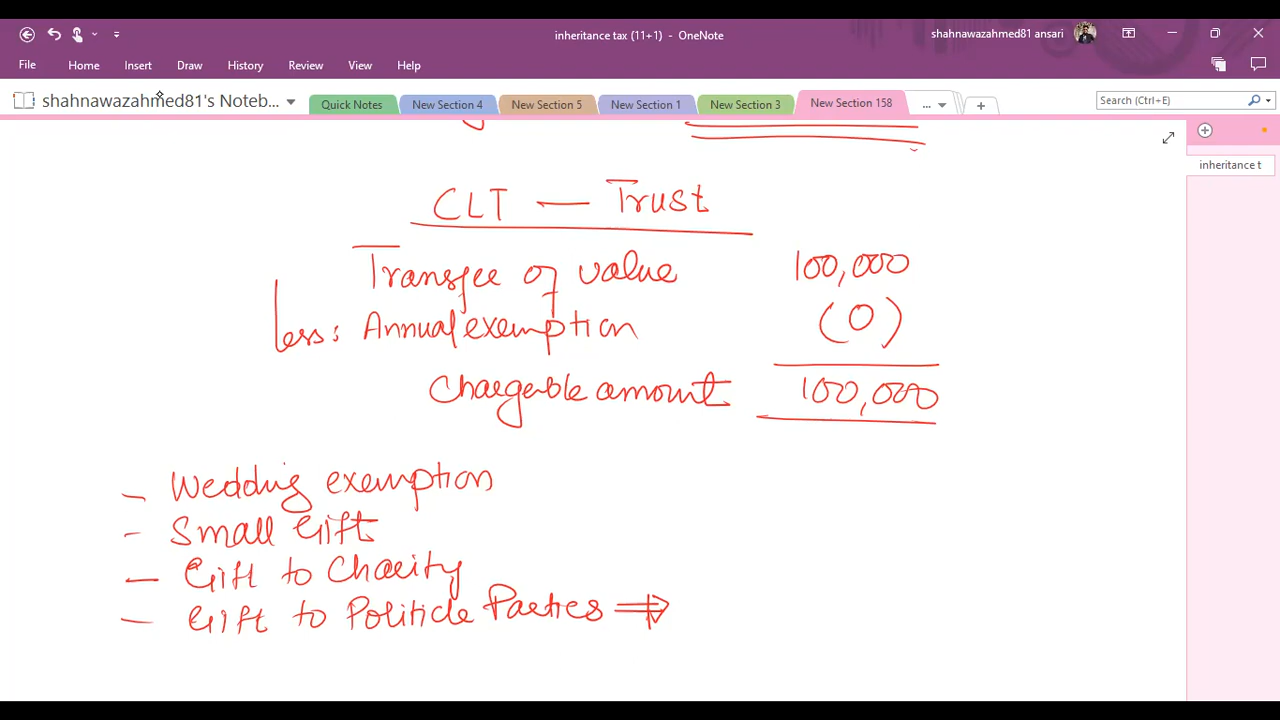 inheritance tax (11+1) - OneNote
shahnawazahmed81 ansari
File Home Insert Draw History Review View Help
shahnawazahmed81's Noteb... Quick Notes New Section 4 New Section 5 New Section 1 New Section 3 New Section 158 ... Search (Ctrl+E)
inheritance t
CLT — Trust
Transfer of value 100,000
Less: Annual exemption (0)
Chargeable amount 100,000
- Wedding exemption
- Small Gift
- Gift to Charity
- Gift to Politicle Parties ⇒